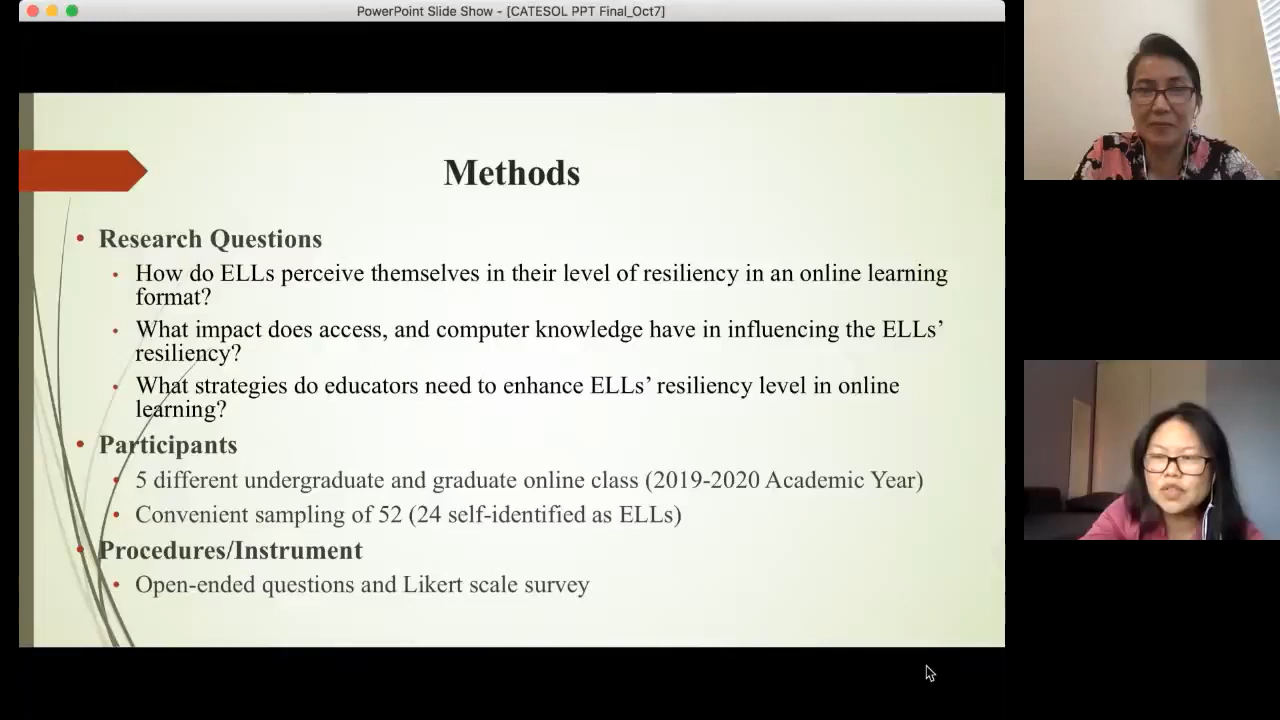 PowerPoint Slide Show - [CATESOL PPT Final_Oct7]
Methods
• Research Questions
• How do ELLs perceive themselves in their level of resiliency in an online learning
format?
• What impact does access, and computer knowledge have in influencing the ELLs’
resiliency?
• What strategies do educators need to enhance ELLs’ resiliency level in online
learning?
• Participants
• 5 different undergraduate and graduate online class (2019-2020 Academic Year)
• Convenient sampling of 52 (24 self-identified as ELLs)
• Procedures/Instrument
• Open-ended questions and Likert scale survey